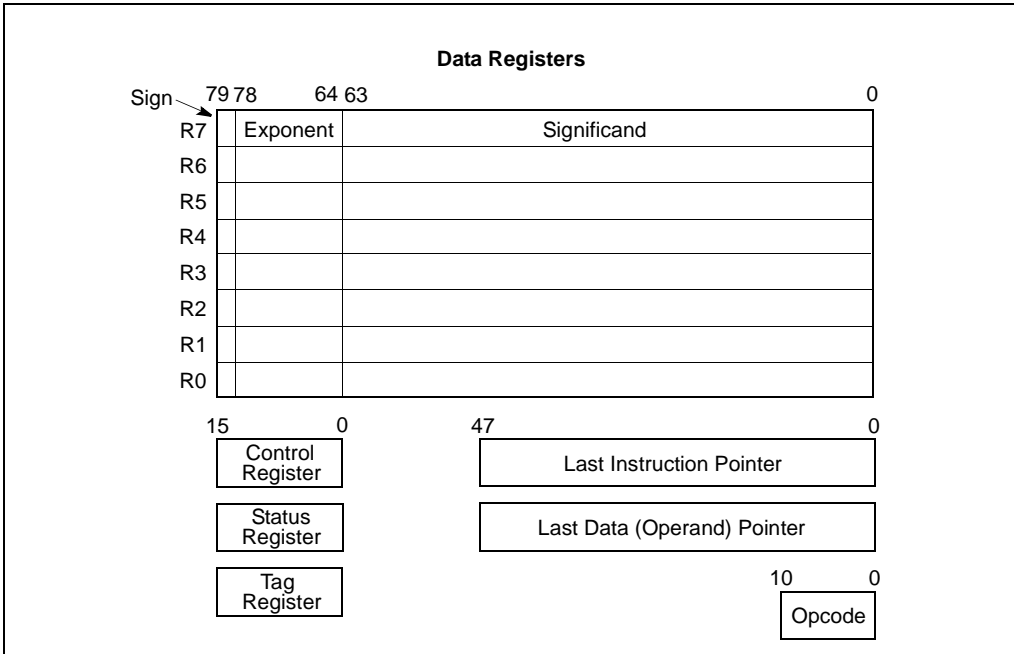 Data Registers
Sign 79 78 64 63 0
R7 Exponent Significand
R6
R5
R4
R3
R2
R1
R0
15 0 47 0
Control
Register
Last Instruction Pointer
Status
Register
Last Data (Operand) Pointer
Tag
Register
10 0
Opcode